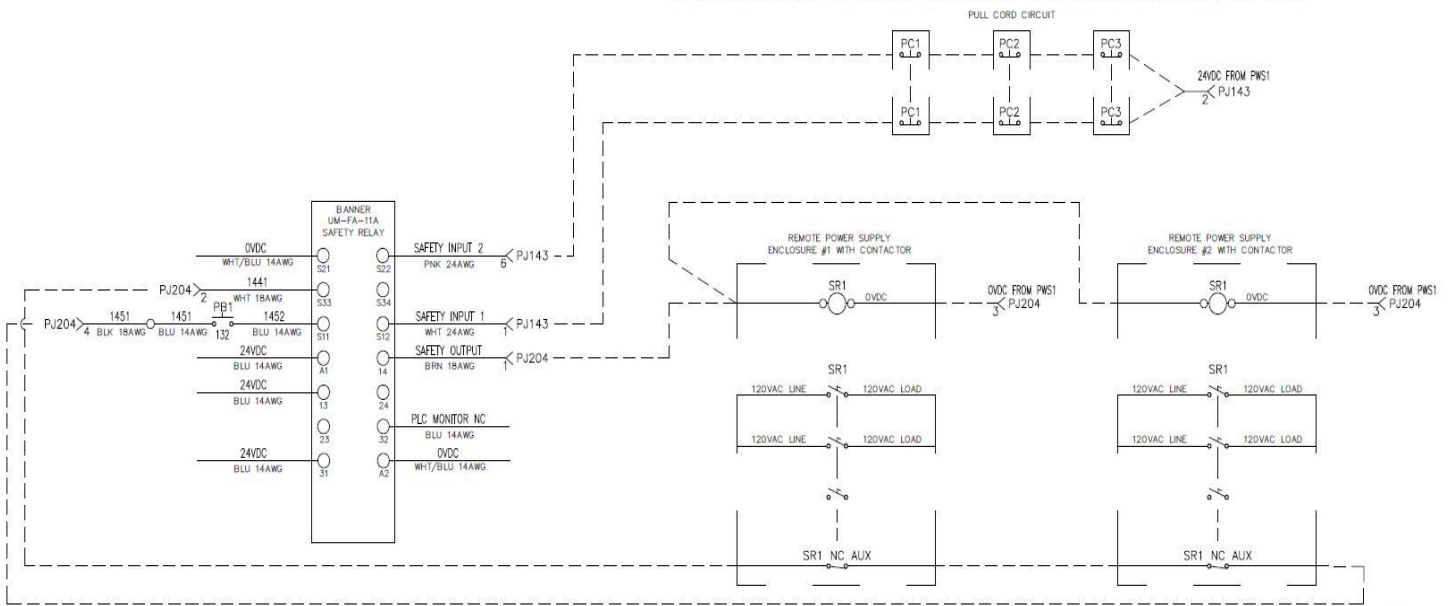 PULL CORD CIRCUIT
PC1
PC2
PC3
24VDC FROM PWS1
2
PJ143
PC1
PC2
PC3
BANNER
UM-FA-11A
SAFETY RELAY
0VDC
WHT/BLU 14AWG
S21
S22
SAFETY INPUT 2
PNK 24AWG
6
PJ143
PJ204
2
1441
WHT 18AWG
S33
S34
PJ204
4
1451
BLK 18AWG
1451
BLU 14AWG
PB1
132
1452
BLU 14AWG
S11
S12
SAFETY INPUT 1
WHT 24AWG
1
PJ143
24VDC
BLU 14AWG
A1
14
SAFETY OUTPUT
BRN 18AWG
1
PJ204
24VDC
BLU 14AWG
13
24
23
32
PLC MONITOR NC
BLU 14AWG
24VDC
BLU 14AWG
31
A2
0VDC
WHT/BLU 14AWG
REMOTE POWER SUPPLY
ENCLOSURE #1 WITH CONTACTOR
SR1
0VDC
0VDC FROM PWS1
3
PJ204
SR1
120VAC LINE
120VAC LOAD
120VAC LINE
120VAC LOAD
SR1 NC AUX
REMOTE POWER SUPPLY
ENCLOSURE #2 WITH CONTACTOR
SR1
0VDC
0VDC FROM PWS1
3
PJ204
SR1
120VAC LINE
120VAC LOAD
120VAC LINE
120VAC LOAD
SR1 NC AUX